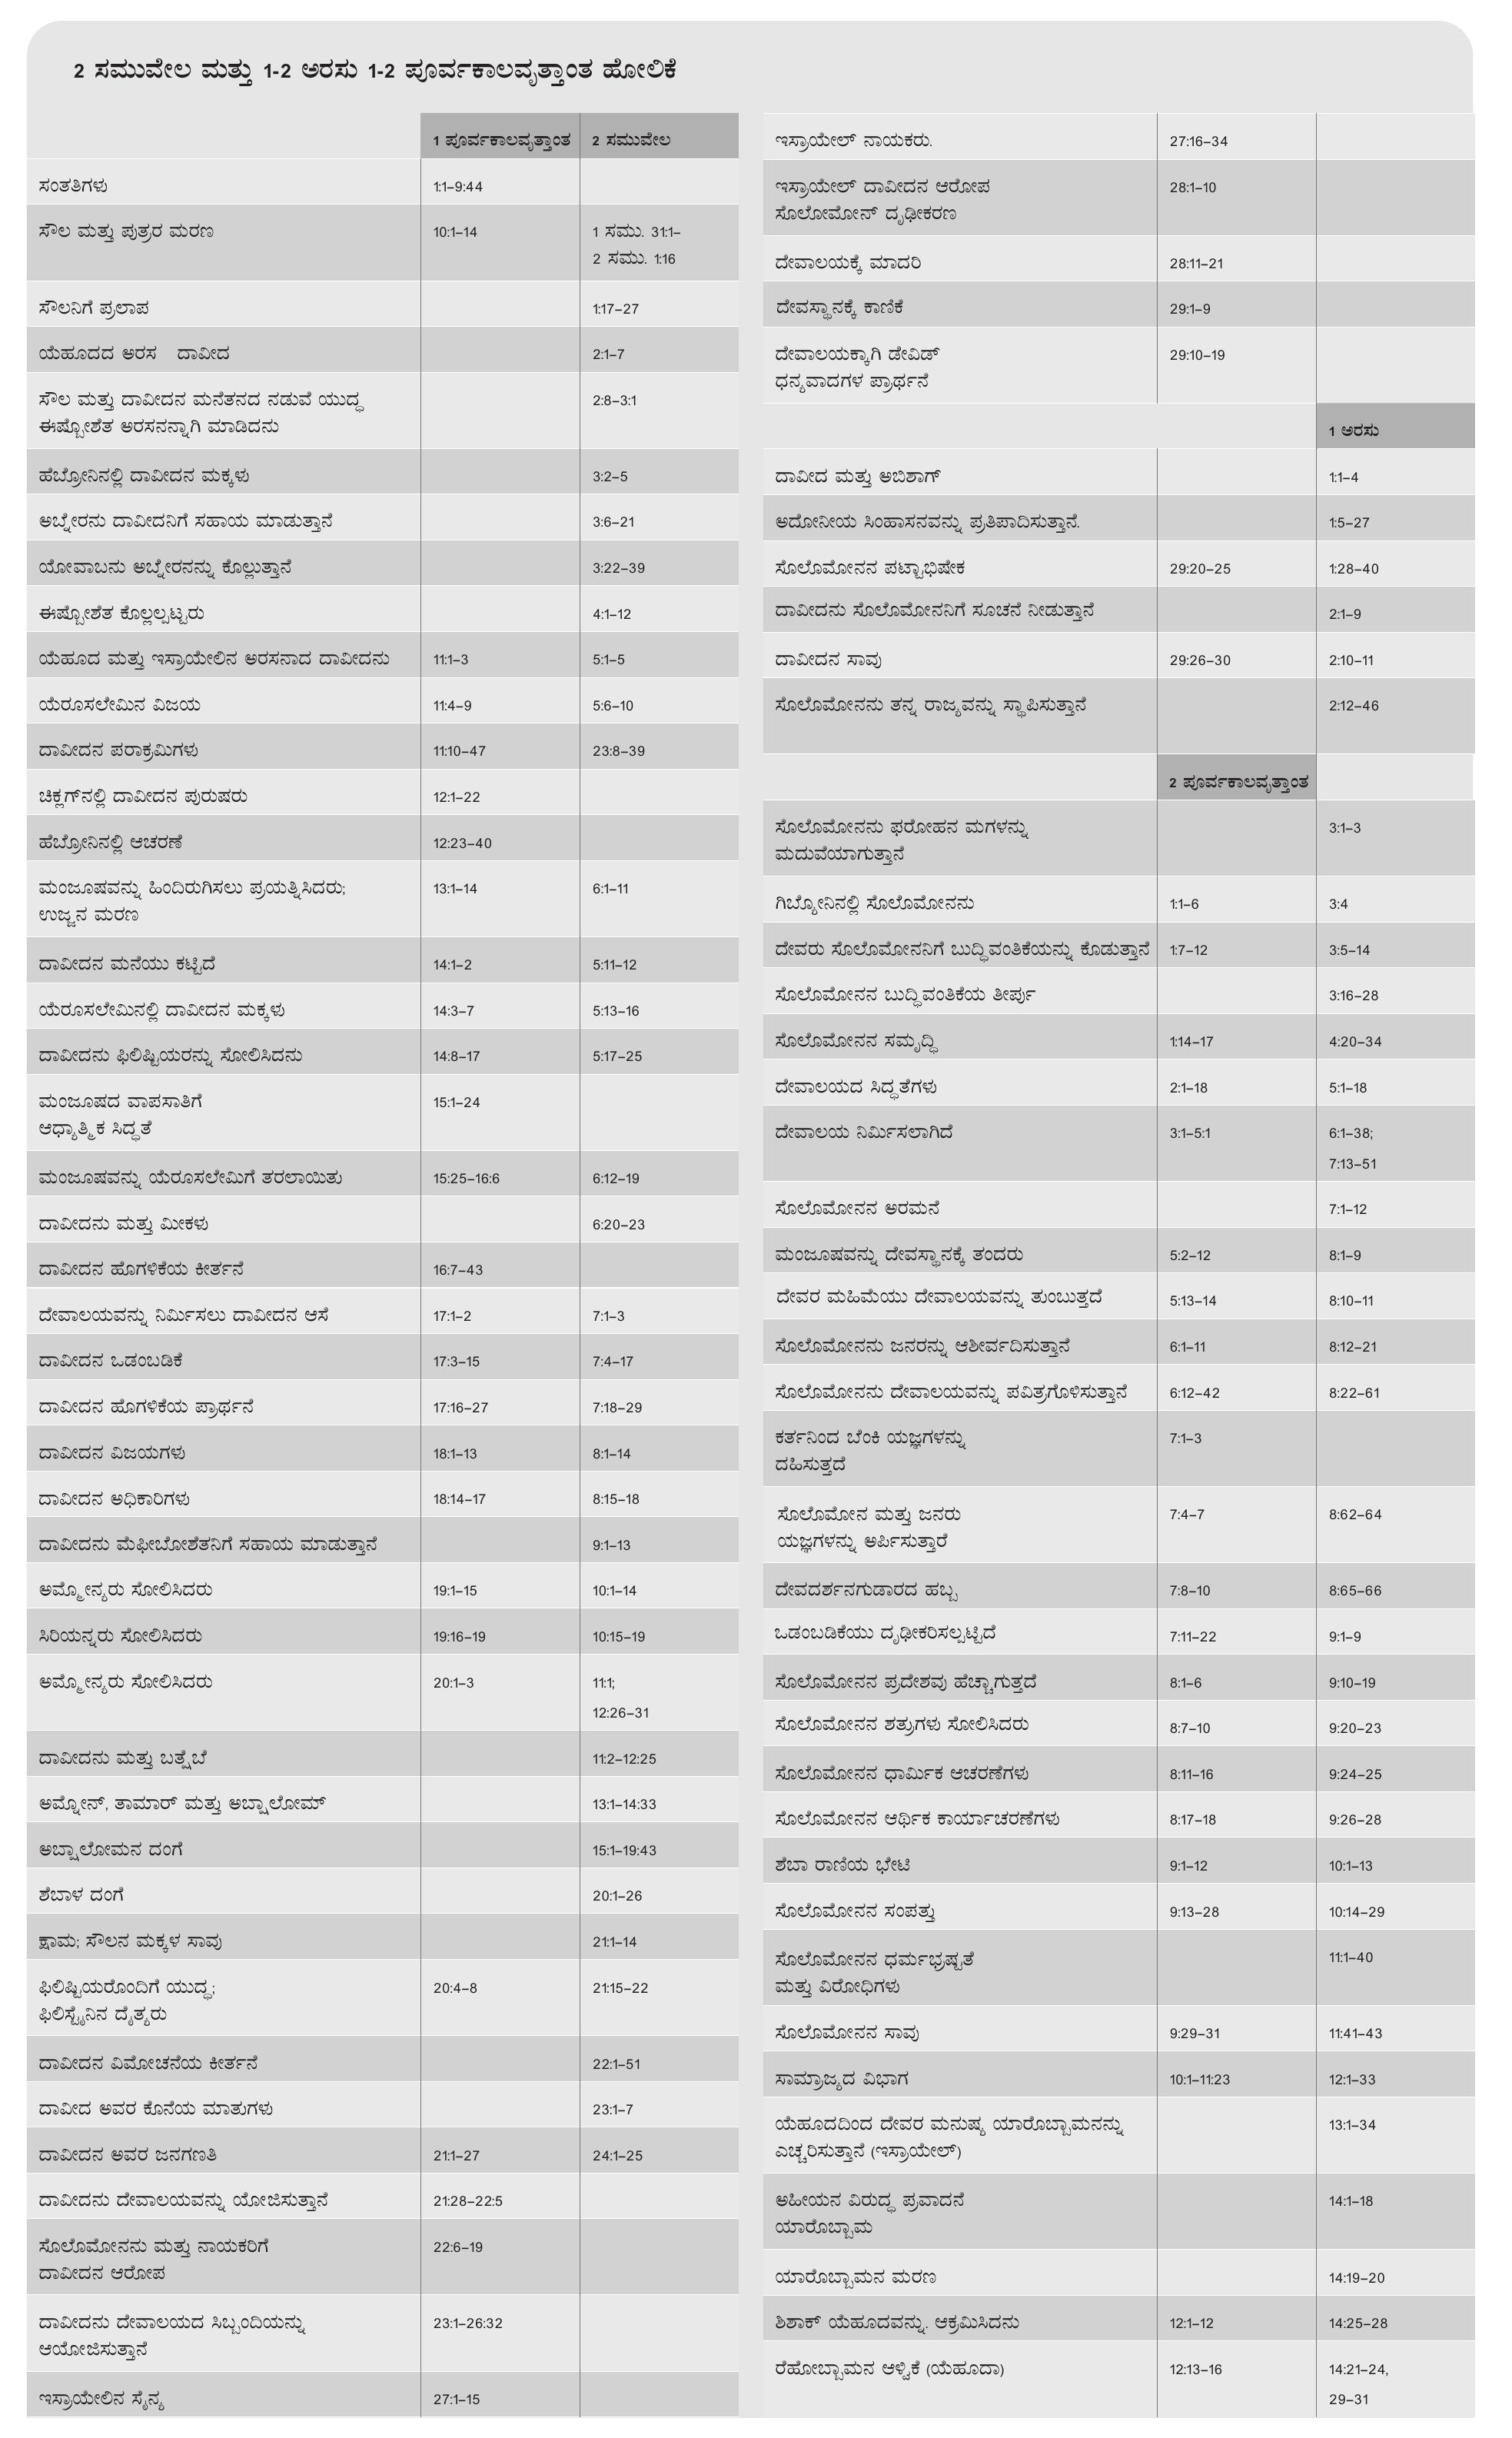 2 ಸಮುವೇಲ ಮತ್ತು 1-2 ಅರಸು 1-2 ಪೂರ್ವಕಾಲವೃತ್ತಾಂತ ಹೋಲಿಕೆ
1 ಪೂರ್ವಕಾಲವೃತ್ತಾಂತ 2 ಸಮುವೇಲ
ಸಂತತಿಗಳು 1:1–9:44
ಸೌಲ ಮತ್ತು ಪುತ್ರರ ಮರಣ 10:1–14 1 ಸಮು. 31:1–
2 ಸಮು. 1:16
ಸೌಲನಿಗೆ ಪ್ರಲಾಪ 1:17–27
ಯೆಹೂದದ ಅರಸ ದಾವೀದ 2:1–7
ಸೌಲ ಮತ್ತು ದಾವೀದನ ಮನೆತನದ ನಡುವೆ ಯುದ್ಧ 2:8–3:1
ಈಷ್ಬೋಶೆತ ಅರಸನನ್ನಾಗಿ ಮಾಡಿದನು
ಹೆಬ್ರೋನಿನಲ್ಲಿ ದಾವೀದನ ಮಕ್ಕಳು 3:2–5
ಅಬ್ನೇರನು ದಾವೀದನಿಗೆ ಸಹಾಯ ಮಾಡುತ್ತಾನೆ 3:6–21
ಯೋವಾಬನು ಅಬ್ನೇರನನ್ನು ಕೊಲ್ಲುತ್ತಾನೆ 3:22–39
ಈಷ್ಬೋಶೆತ ಕೊಲ್ಲಲ್ಪಟ್ಟರು 4:1–12
ಯೆಹೂದ ಮತ್ತು ಇಸ್ರಾಯೇಲಿನ ಅರಸನಾದ ದಾವೀದನು 11:1–3 5:1–5
ಯೆರೂಸಲೇಮಿನ ವಿಜಯ 11:4–9 5:6–10
ದಾವೀದನ ಪರಾಕ್ರಮಿಗಳು 11:10–47 23:8–39
ಚಿಕ್ಲಗ್‌ನಲ್ಲಿ ದಾವೀದನ ಪುರುಷರು 12:1–22
ಹೆಬ್ರೋನಿನಲ್ಲಿ ಆಚರಣೆ 12:23–40
ಮಂಜೂಷವನ್ನು ಹಿಂದಿರುಗಿಸಲು ಪ್ರಯತ್ನಿಸಿದರು; 13:1–14 6:1–11
ಉಜ್ಜನ ಮರಣ
ದಾವೀದನ ಮನೆಯು ಕಟ್ಟಿದೆ 14:1–2 5:11–12
ಯೆರೂಸಲೇಮಿನಲ್ಲಿ ದಾವೀದನ ಮಕ್ಕಳು 14:3–7 5:13–16
ದಾವೀದನು ಫಿಲಿಷ್ಟಿಯರನ್ನು ಸೋಲಿಸಿದನು 14:8–17 5:17–25
ಮಂಜೂಷದ ವಾಪಸಾತಿಗೆ 15:1–24
ಆಧ್ಯಾತ್ಮಿಕ ಸಿದ್ಧತೆ
ಮಂಜೂಷವನ್ನು ಯೆರೂಸಲೇಮಿಗೆ ತರಲಾಯಿತು 15:25–16:6 6:12–19
ದಾವೀದನು ಮತ್ತು ಮೀಕಳು 6:20–23
ದಾವೀದನ ಹೊಗಳಿಕೆಯ ಕೀರ್ತನೆ 16:7–43
ದೇವಾಲಯವನ್ನು ನಿರ್ಮಿಸಲು ದಾವೀದನ ಆಸೆ 17:1–2 7:1–3
ದಾವೀದನ ಒಡಂಬಡಿಕೆ 17:3–15 7:4–17
ದಾವೀದನ ಹೊಗಳಿಕೆಯ ಪ್ರಾರ್ಥನೆ 17:16–27 7:18–29
ದಾವೀದನ ವಿಜಯಗಳು 18:1–13 8:1–14
ದಾವೀದನ ಅಧಿಕಾರಿಗಳು 18:14–17 8:15–18
ದಾವೀದನು ಮೆಫೀಬೋಶೆತನಿಗೆ ಸಹಾಯ ಮಾಡುತ್ತಾನೆ 9:1–13
ಅಮ್ಮೋನ್ಯರು ಸೋಲಿಸಿದರು 19:1–15 10:1–14
ಸಿರಿಯನ್ನರು ಸೋಲಿಸಿದರು 19:16–19 10:15–19
ಅಮ್ಮೋನ್ಯರು ಸೋಲಿಸಿದರು 20:1–3 11:1;
12:26–31
ದಾವೀದನು ಮತ್ತು ಬತ್ಷೆಬೆ 11:2–12:25
ಅಮ್ನೋನ್, ತಾಮಾರ್ ಮತ್ತು ಅಬ್ಷಾಲೋಮ್ 13:1–14:33
ಅಬ್ಷಾಲೋಮನ ದಂಗೆ 15:1–19:43
ಶೆಬಾಳ ದಂಗೆ 20:1–26
ಕ್ಷಾಮ; ಸೌಲನ ಮಕ್ಕಳ ಸಾವು 21:1–14
ಫಿಲಿಷ್ಟಿಯರೊಂದಿಗೆ ಯುದ್ಧ; 20:4–8 21:15–22
ಫಿಲಿಸ್ಟೈನಿನ ದೈತ್ಯರು
ದಾವೀದನ ವಿಮೋಚನೆಯ ಕೀರ್ತನೆ 22:1–51
ದಾವೀದ ಅವರ ಕೊನೆಯ ಮಾತುಗಳು 23:1–7
ದಾವೀದನ ಅವರ ಜನಗಣತಿ 21:1–27 24:1–25
ದಾವೀದನು ದೇವಾಲಯವನ್ನು ಯೋಜಿಸುತ್ತಾನೆ 21:28–22:5
ಸೊಲೊಮೋನನು ಮತ್ತು ನಾಯಕರಿಗೆ 22:6–19
ದಾವೀದನ ಆರೋಪ
ದಾವೀದನು ದೇವಾಲಯದ ಸಿಬ್ಬಂದಿಯನ್ನು 23:1–26:32
ಆಯೋಜಿಸುತ್ತಾನೆ
ಇಸ್ರಾಯೇಲಿನ ಸೈನ್ಯ 27:1–15
ಇಸ್ರಾಯೇಲ್ ನಾಯಕರು. 27:16–34
ಇಸ್ರಾಯೇಲ್ ದಾವೀದನ ಆರೋಪ 28:1–10
ಸೊಲೋಮೋನ್ ದೃಢೀಕರಣ
ದೇವಾಲಯಕ್ಕೆ ಮಾದರಿ 28:11–21
ದೇವಸ್ಥಾನಕ್ಕೆ ಕಾಣಿಕೆ 29:1–9
ದೇವಾಲಯಕ್ಕಾಗಿ ಡೇವಿಡ್ 29:10–19
ಧನ್ಯವಾದಗಳ ಪ್ರಾರ್ಥನೆ
1 ಅರಸು
ದಾವೀದ ಮತ್ತು ಅಬಿಶಾಗ್ 1:1–4
ಅದೋನೀಯ ಸಿಂಹಾಸನವನ್ನು ಪ್ರತಿಪಾದಿಸುತ್ತಾನೆ. 1:5–27
ಸೊಲೊಮೋನನ ಪಟ್ಟಾಭಿಷೇಕ 29:20–25 1:28–40
ದಾವೀದನು ಸೊಲೊಮೋನನಿಗೆ ಸೂಚನೆ ನೀಡುತ್ತಾನೆ 2:1–9
ದಾವೀದನ ಸಾವು 29:26–30 2:10–11
ಸೊಲೊಮೋನನು ತನ್ನ ರಾಜ್ಯವನ್ನು ಸ್ಥಾಪಿಸುತ್ತಾನೆ 2:12–46
2 ಪೂರ್ವಕಾಲವೃತ್ತಾಂತ
ಸೊಲೊಮೋನನು ಫರೋಹನ ಮಗಳನ್ನು 3:1–3
ಮದುವೆಯಾಗುತ್ತಾನೆ
ಗಿಬ್ಯೋನಿನಲ್ಲಿ ಸೊಲೊಮೋನನು 1:1–6 3:4
ದೇವರು ಸೊಲೊಮೋನನಿಗೆ ಬುದ್ಧಿವಂತಿಕೆಯನ್ನು ಕೊಡುತ್ತಾನೆ 1:7–12 3:5–14
ಸೊಲೊಮೋನನ ಬುದ್ಧಿವಂತಿಕೆಯ ತೀರ್ಪು 3:16–28
ಸೊಲೊಮೋನನ ಸಮೃದ್ಧಿ 1:14–17 4:20–34
ದೇವಾಲಯದ ಸಿದ್ಧತೆಗಳು 2:1–18 5:1–18
ದೇವಾಲಯ ನಿರ್ಮಿಸಲಾಗಿದೆ 3:1–5:1 6:1–38;
7:13–51
ಸೊಲೊಮೋನನ ಅರಮನೆ 7:1–12
ಮಂಜೂಷವನ್ನು ದೇವಸ್ಥಾನಕ್ಕೆ ತಂದರು 5:2–12 8:1–9
ದೇವರ ಮಹಿಮೆಯು ದೇವಾಲಯವನ್ನು ತುಂಬುತ್ತದೆ 5:13–14 8:10–11
ಸೊಲೊಮೋನನು ಜನರನ್ನು ಆಶೀರ್ವದಿಸುತ್ತಾನೆ 6:1–11 8:12–21
ಸೊಲೊಮೋನನು ದೇವಾಲಯವನ್ನು ಪವಿತ್ರಗೊಳಿಸುತ್ತಾನೆ 6:12–42 8:22–61
ಕರ್ತನಿಂದ ಬೆಂಕಿ ಯಜ್ಞಗಳನ್ನು 7:1–3
ದಹಿಸುತ್ತದೆ
ಸೊಲೊಮೋನ ಮತ್ತು ಜನರು 7:4–7 8:62–64
ಯಜ್ಞಗಳನ್ನು ಅರ್ಪಿಸುತ್ತಾರೆ
ದೇವದರ್ಶನಗುಡಾರದ ಹಬ್ಬ 7:8–10 8:65–66
ಒಡಂಬಡಿಕೆಯು ದೃಢೀಕರಿಸಲ್ಪಟ್ಟಿದೆ 7:11–22 9:1–9
ಸೊಲೊಮೋನನ ಪ್ರದೇಶವು ಹೆಚ್ಚಾಗುತ್ತದೆ 8:1–6 9:10–19
ಸೊಲೊಮೋನನ ಶತ್ರುಗಳು ಸೋಲಿಸಿದರು 8:7–10 9:20–23
ಸೊಲೊಮೋನನ ಧಾರ್ಮಿಕ ಆಚರಣೆಗಳು 8:11–16 9:24–25
ಸೊಲೊಮೋನನ ಆರ್ಥಿಕ ಕಾರ್ಯಾಚರಣೆಗಳು 8:17–18 9:26–28
ಶೆಬಾ ರಾಣಿಯ ಭೇಟಿ 9:1–12 10:1–13
ಸೊಲೊಮೋನನ ಸಂಪತ್ತು 9:13–28 10:14–29
ಸೊಲೊಮೋನನ ಧರ್ಮಭ್ರಷ್ಟತೆ 11:1–40
ಮತ್ತು ವಿರೋಧಿಗಳು
ಸೊಲೊಮೋನನ ಸಾವು 9:29–31 11:41–43
ಸಾಮ್ರಾಜ್ಯದ ವಿಭಾಗ 10:1–11:23 12:1–33
ಯೆಹೂದದಿಂದ ದೇವರ ಮನುಷ್ಯ ಯಾರೊಬ್ಬಾಮನನ್ನು 13:1–34
ಎಚ್ಚರಿಸುತ್ತಾನೆ (ಇಸ್ರಾಯೇಲ್)
ಅಹೀಯನ ವಿರುದ್ಧ ಪ್ರವಾದನೆ 14:1–18
ಯಾರೊಬ್ಬಾಮ
ಯಾರೊಬ್ಬಾಮನ ಮರಣ 14:19–20
ಶಿಶಾಕ್ ಯೆಹೂದವನ್ನು. ಆಕ್ರಮಿಸಿದನು 12:1–12 14:25–28
ರೆಹೋಬ್ಬಾಮನ ಆಳ್ವಿಕೆ (ಯೆಹೂದಾ) 12:13–16 14:21–24,
29–31